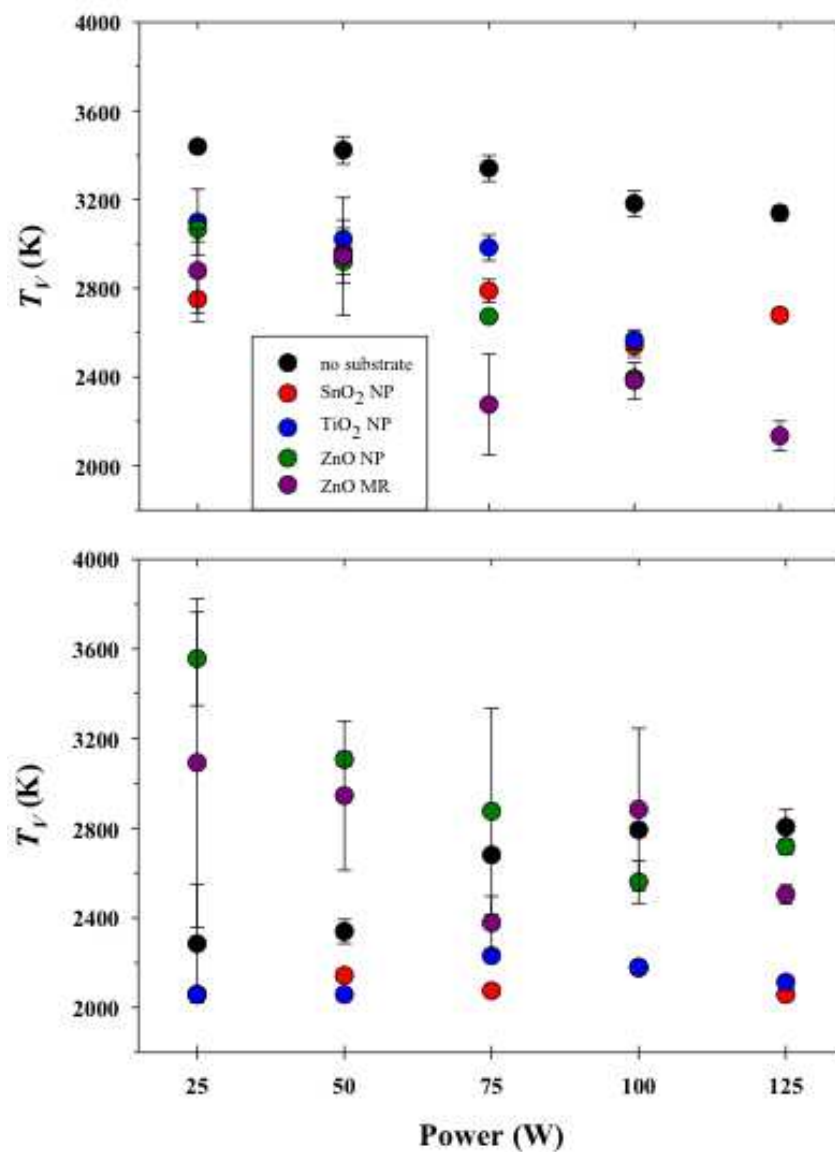 4000
3600
3200
2800
2400
2000
T_V (K)
no substrate
SnO2 NP
TiO2 NP
ZnO NP
ZnO MR
4000
3600
3200
2800
2400
2000
T_V (K)
25 50 75 100 125
Power (W)